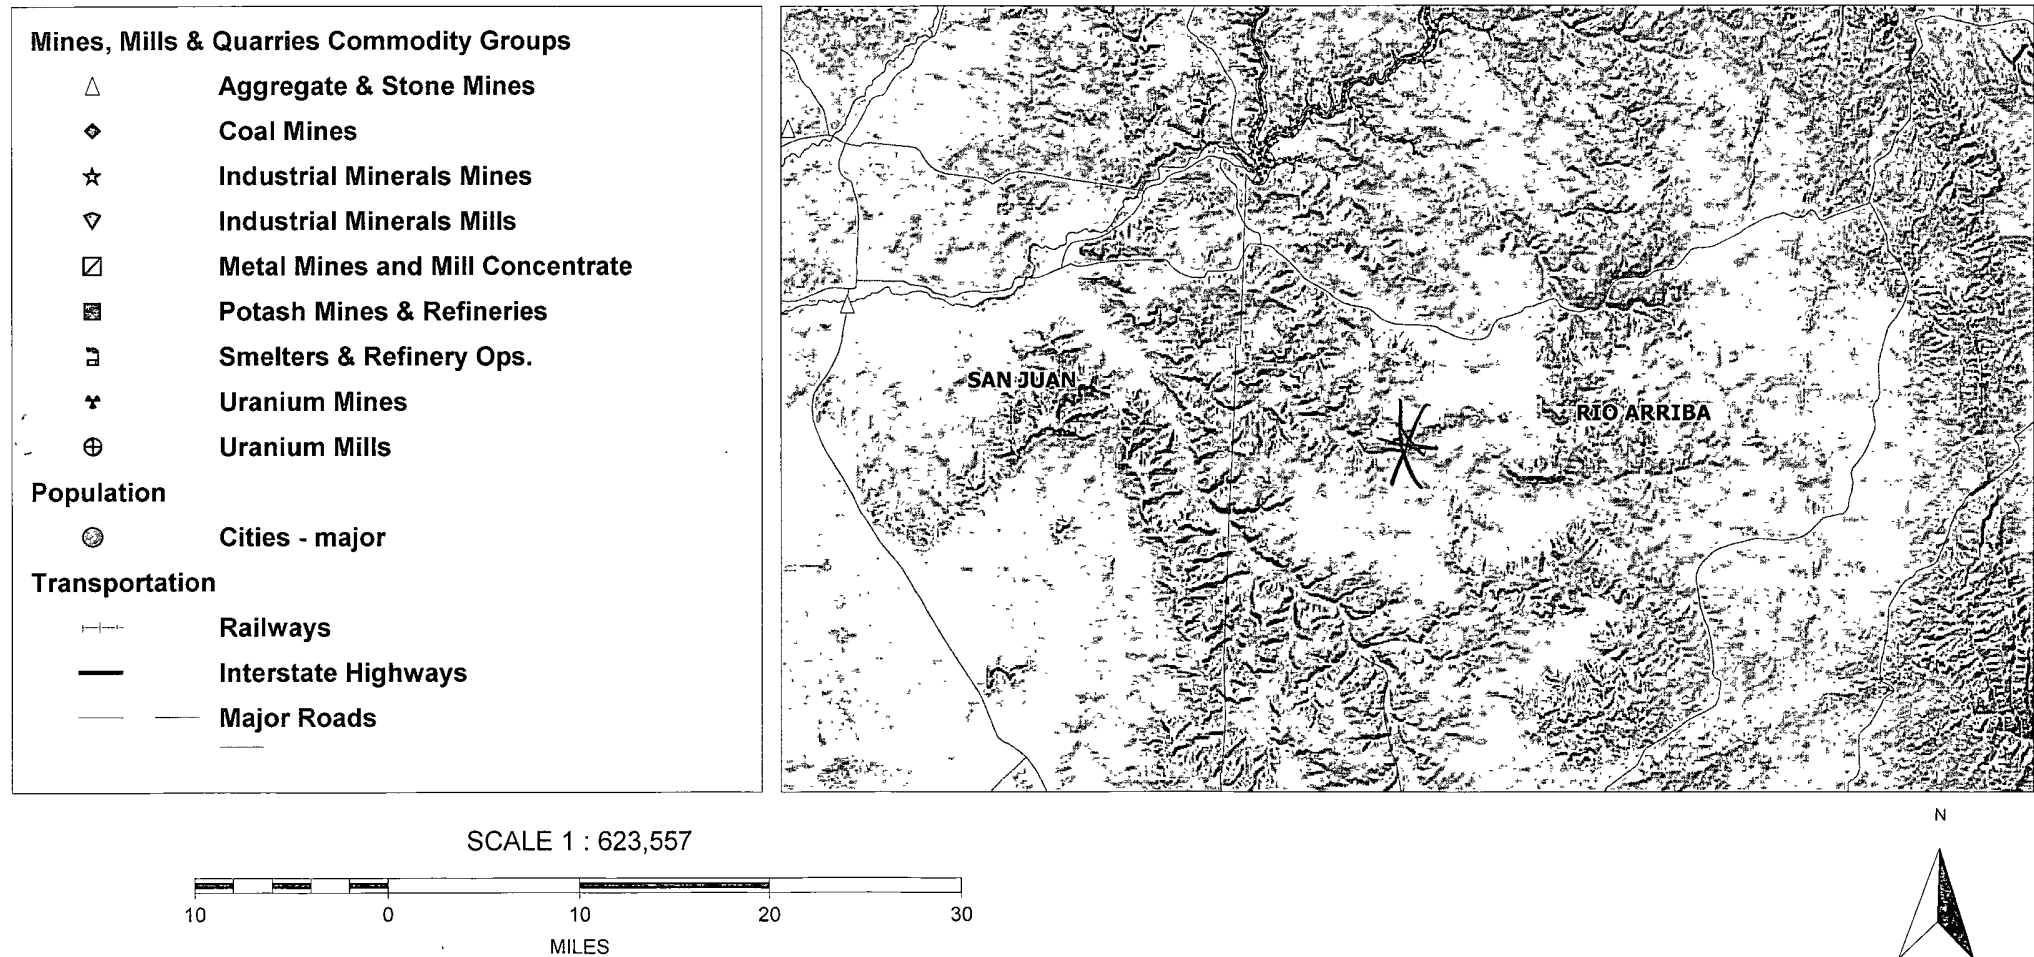 Mines, Mills & Quarries Commodity Groups
Aggregate & Stone Mines
Coal Mines
Industrial Minerals Mines
Industrial Minerals Mills
Metal Mines and Mill Concentrate
Potash Mines & Refineries
Smelters & Refinery Ops.
Uranium Mines
Uranium Mills
Population
Cities - major
Transportation
Railways
Interstate Highways
Major Roads
SAN JUAN
RIO ARRIBA
SCALE 1 : 623,557
10 0 10 20 30
MILES
N